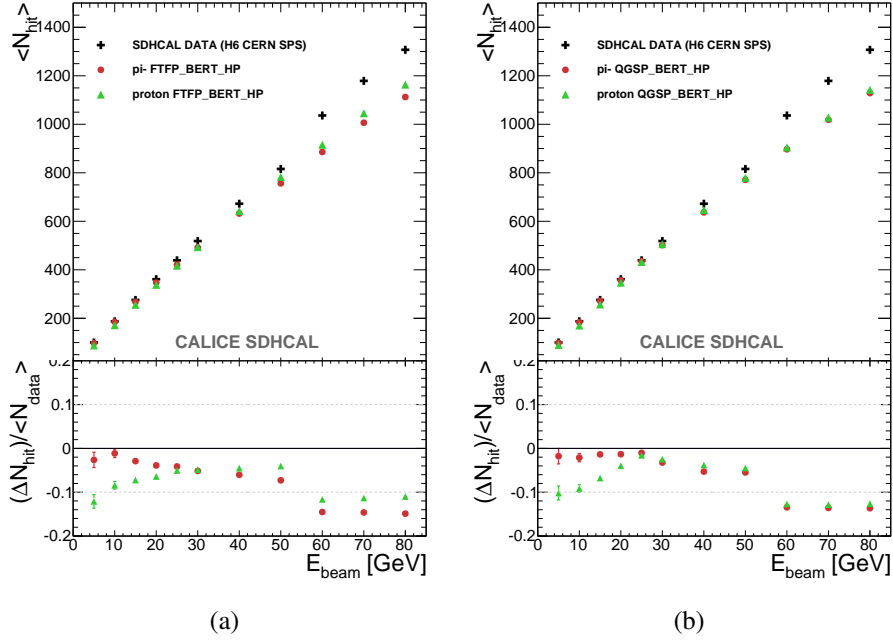 <N_hit>
1400
1200
1000
800
600
400
200
SDHCAL DATA (H6 CERN SPS)
pi- FTFP_BERT_HP
proton FTFP_BERT_HP
CALICE SDHCAL
(ΔN_hit)/<N_data>
0.2
0.1
0
-0.1
-0.2
0 10 20 30 40 50 60 70 80
E_beam [GeV]
(a)
<N_hit>
1400
1200
1000
800
600
400
200
SDHCAL DATA (H6 CERN SPS)
pi- QGSP_BERT_HP
proton QGSP_BERT_HP
CALICE SDHCAL
(ΔN_hit)/<N_data>
0.2
0.1
0
-0.1
-0.2
0 10 20 30 40 50 60 70 80
E_beam [GeV]
(b)